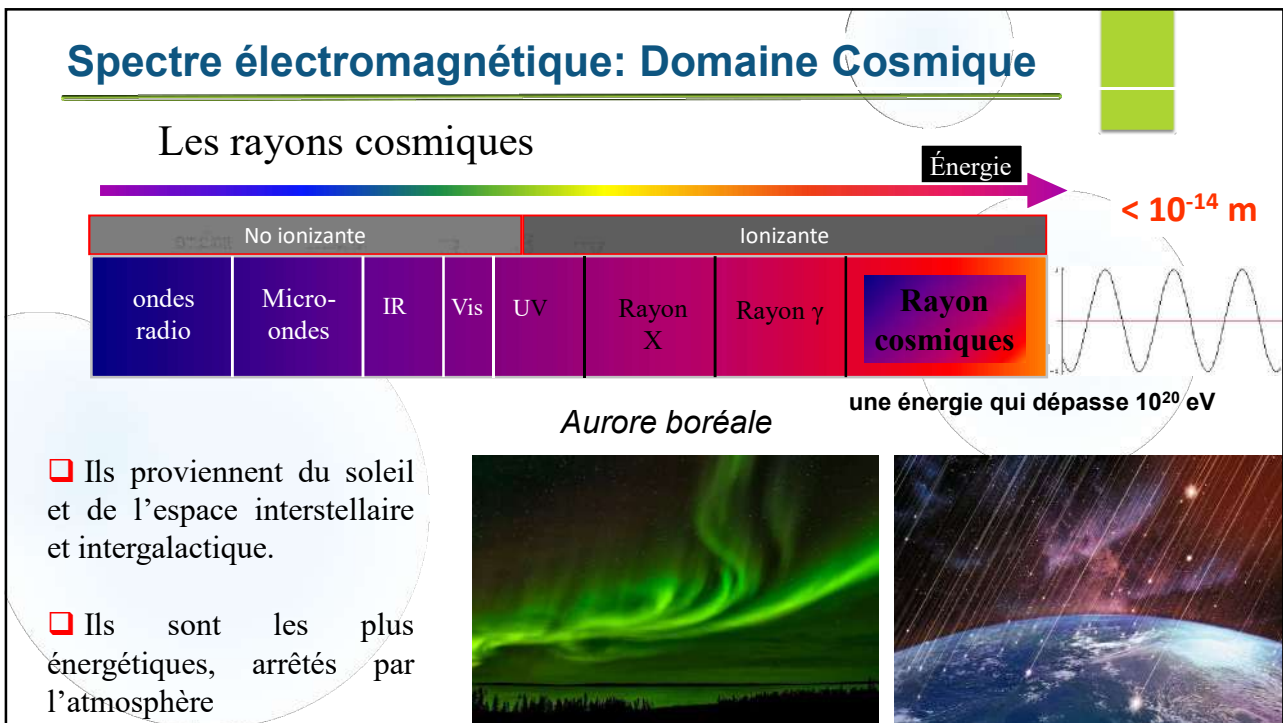 Spectre électromagnétique: Domaine Cosmique
Les rayons cosmiques
Énergie
< 10⁻¹⁴ m
No ionizante
Ionizante
ondes
radio
Micro-
ondes
IR
Vis
UV
Rayon
X
Rayon γ
Rayon
cosmiques
une énergie qui dépasse 10²⁰ eV
Aurore boréale
❑ Ils proviennent du soleil
et de l’espace interstellaire
et intergalactique.
❑ Ils sont les plus
énergétiques, arrêtés par
l’atmosphère